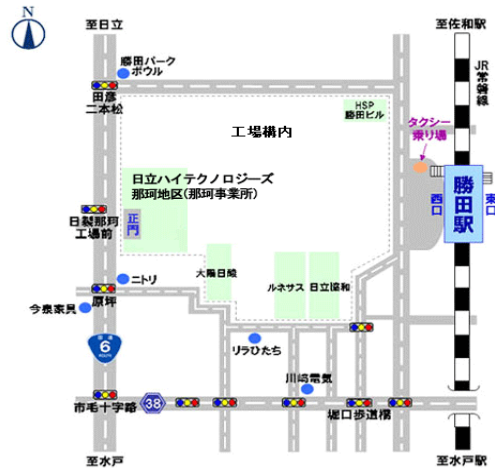 N
至日立
至佐和駅
勝田パーク
ボウル
JR
常磐線
田彦
二本松
HSP
勝田ビル
タクシー
乗り場
工場構内
日立ハイテクノロジーズ
那珂地区(那珂事業所)
勝田駅
西口
東口
正門
日製那珂
工場前
大陽日酸
ニトリ
ルネサス
日立協和
原坪
今泉家具
国道
6
ROUTE
リラひたち
川崎電気
市毛十字路
38
堀口歩道橋
至水戸
至水戸駅